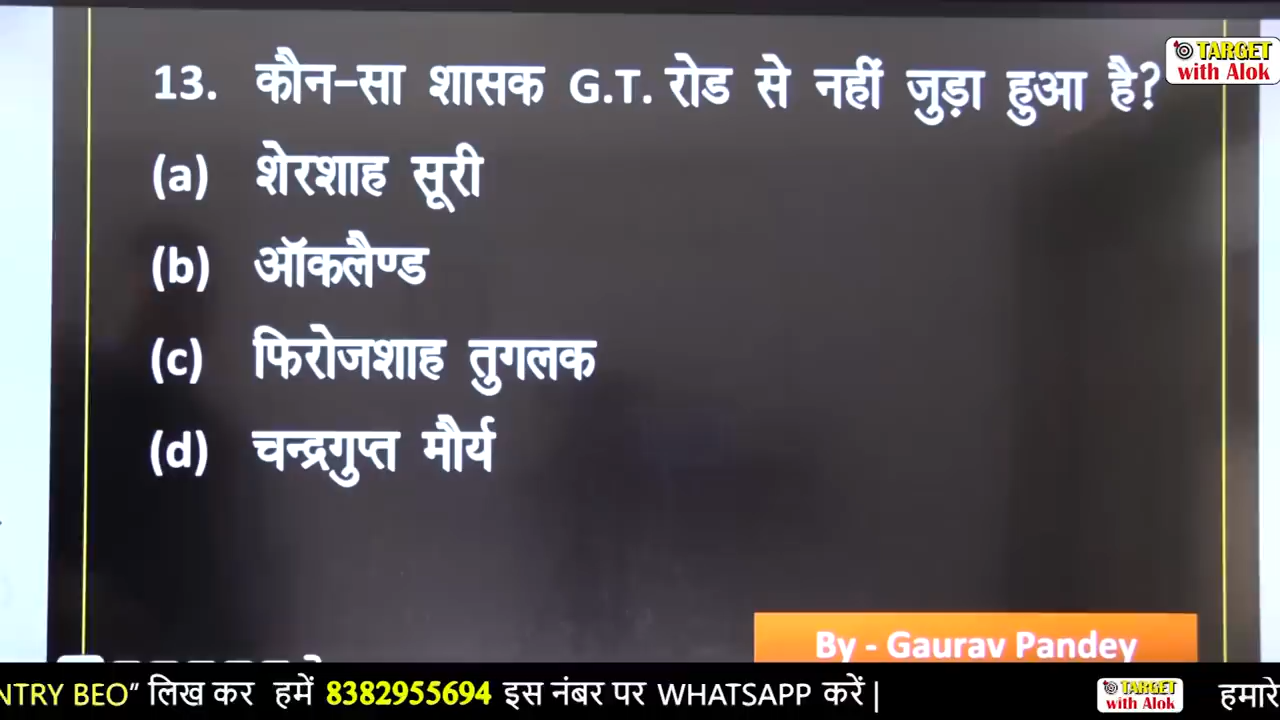 TARGET
with Alok
13. कौन-सा शासक G.T. रोड से नहीं जुड़ा हुआ है?
(a) शेरशाह सूरी
(b) ऑकलैण्ड
(c) फिरोजशाह तुगलक
(d) चन्द्रगुप्त मौर्य
By - Gaurav Pandey
NTRY BEO" लिख कर हमें 8382955694 इस नंबर पर WHATSAPP करें |
TARGET
with Alok
हमारे